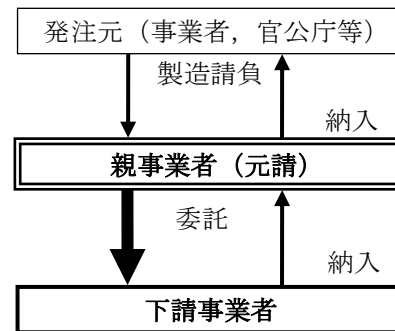 発注元（事業者，官公庁等）
製造請負
納入
親事業者（元請）
委託
納入
下請事業者